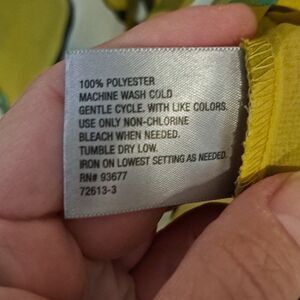 100% POLYESTER
MACHINE WASH COLD
GENTLE CYCLE. WITH LIKE COLORS.
USE ONLY NON-CHLORINE
BLEACH WHEN NEEDED.
TUMBLE DRY LOW.
IRON ON LOWEST SETTING AS NEEDED.
RN# 93677
72613-3